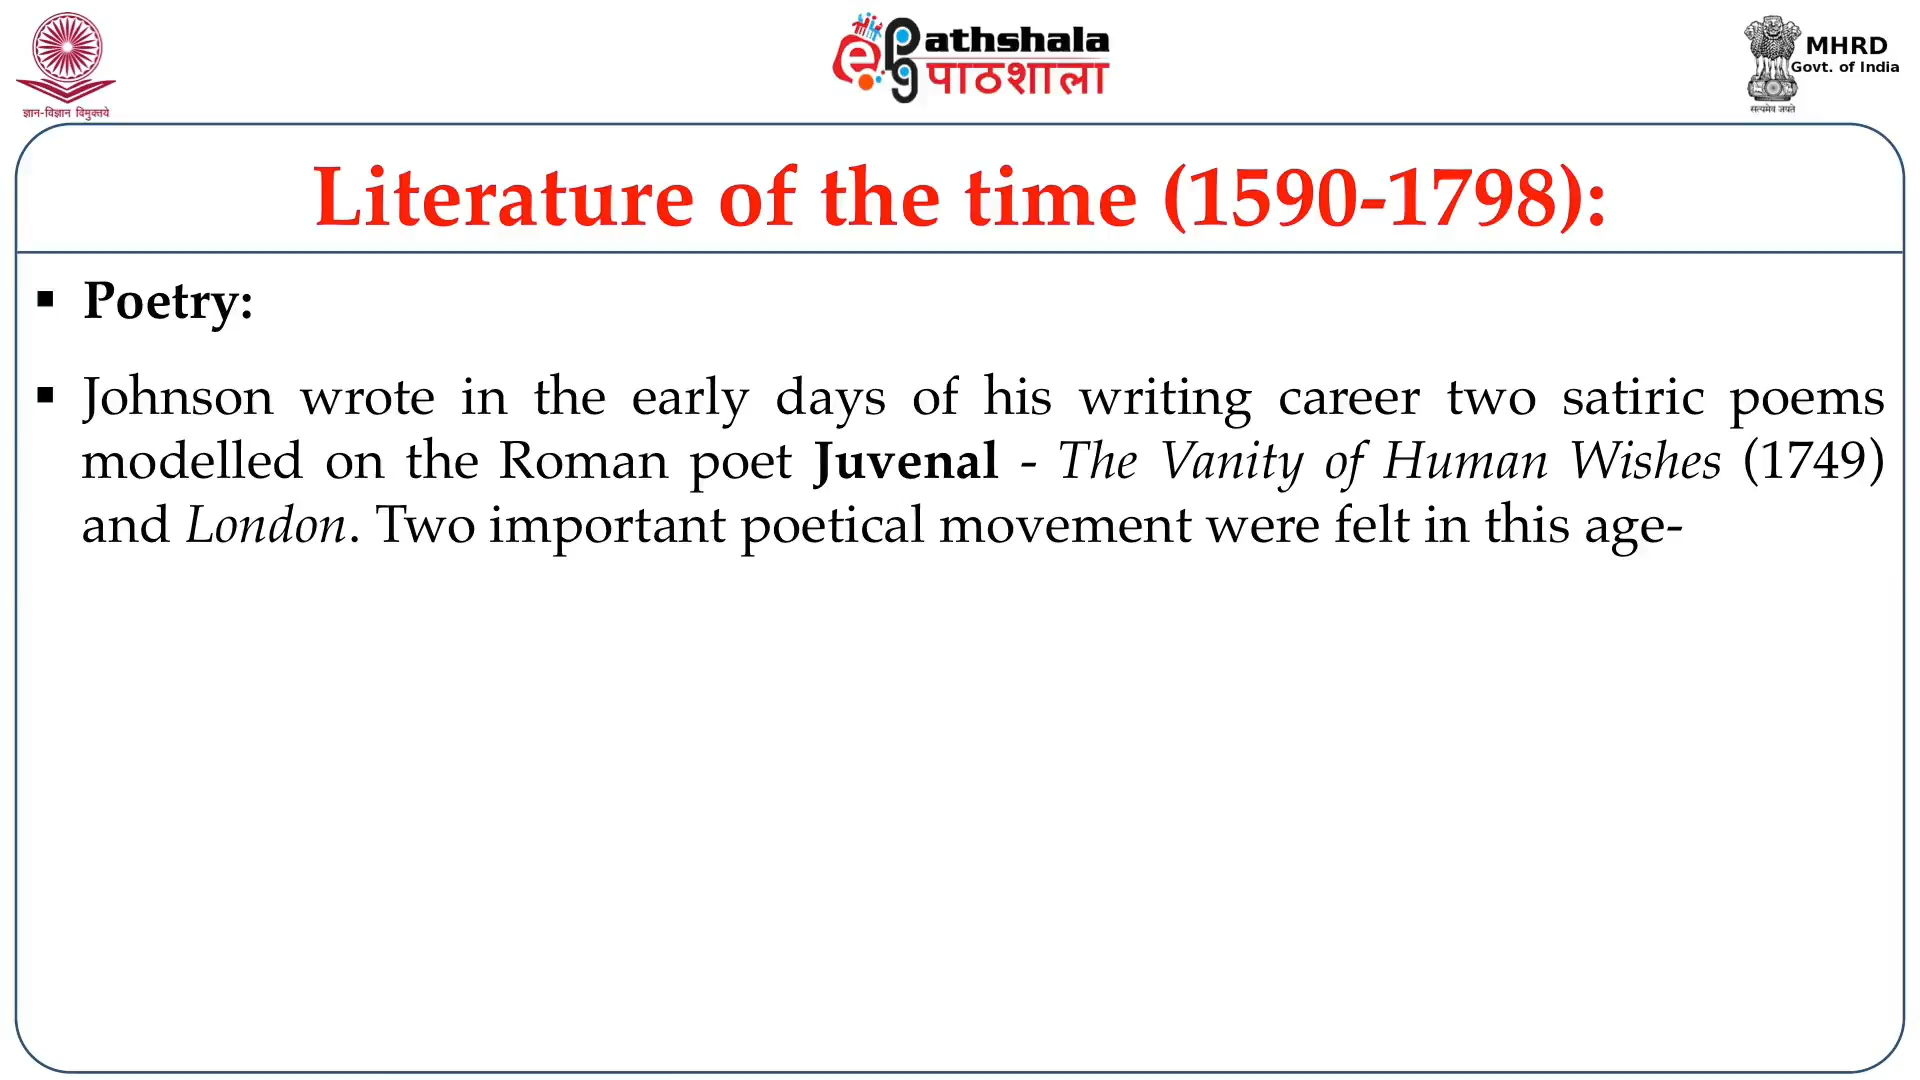 ज्ञान-विज्ञान विमुक्तये
epg Pathshala
पाठशाला
MHRD
Govt. of India
सत्यमेव जयते
Literature of the time (1590-1798):
▪ Poetry:
▪ Johnson wrote in the early days of his writing career two satiric poems
modelled on the Roman poet Juvenal - The Vanity of Human Wishes (1749)
and London. Two important poetical movement were felt in this age-